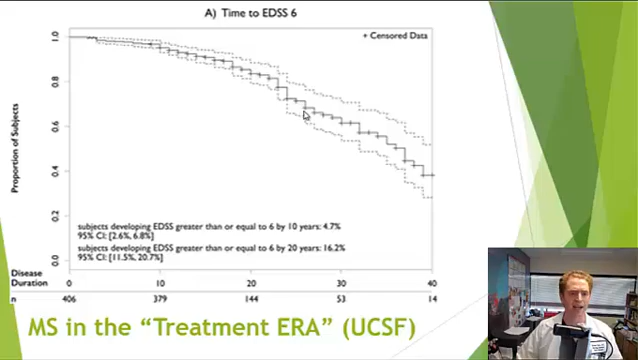 A) Time to EDSS 6
+ Censored Data
Proportion of Subjects
1.0
0.8
0.6
0.4
0.2
0.0
subjects developing EDSS greater than or equal to 6 by 10 years: 4.7%
95% CI: [2.6%, 6.8%]
subjects developing EDSS greater than or equal to 6 by 20 years: 16.2%
95% CI: [11.5%, 20.7%]
Disease
Duration 0 10 20 30 40
n 406 379 144 53 14
MS in the “Treatment ERA” (UCSF)